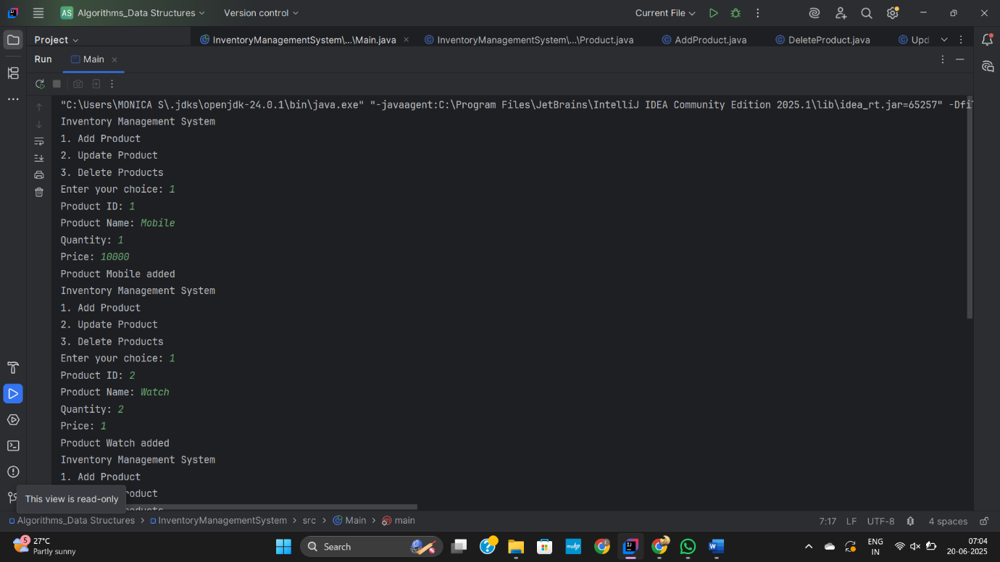 AS Algorithms_Data Structures Version control Current File
Project InventoryManagementSystem\...\Main.java InventoryManagementSystem\...\Product.java AddProduct.java DeleteProduct.java Upd
Run Main
"C:\Users\MONICA S\.jdks\openjdk-24.0.1\bin\java.exe" "-javaagent:C:\Program Files\JetBrains\IntelliJ IDEA Community Edition 2025.1\lib\idea_rt.jar=65257" -Dfi
Inventory Management System
1. Add Product
2. Update Product
3. Delete Products
Enter your choice: 1
Product ID: 1
Product Name: Mobile
Quantity: 1
Price: 10000
Product Mobile added
Inventory Management System
1. Add Product
2. Update Product
3. Delete Products
Enter your choice: 1
Product ID: 2
Product Name: Watch
Quantity: 2
Price: 1
Product Watch added
Inventory Management System
1. Add Product
roduct
This view is read-only
Algorithms_Data Structures > InventoryManagementSystem > src > Main > main 7:17 LF UTF-8 4 spaces
5 27°C
Partly sunny
Search
ENG
IN
07:04
20-06-2025